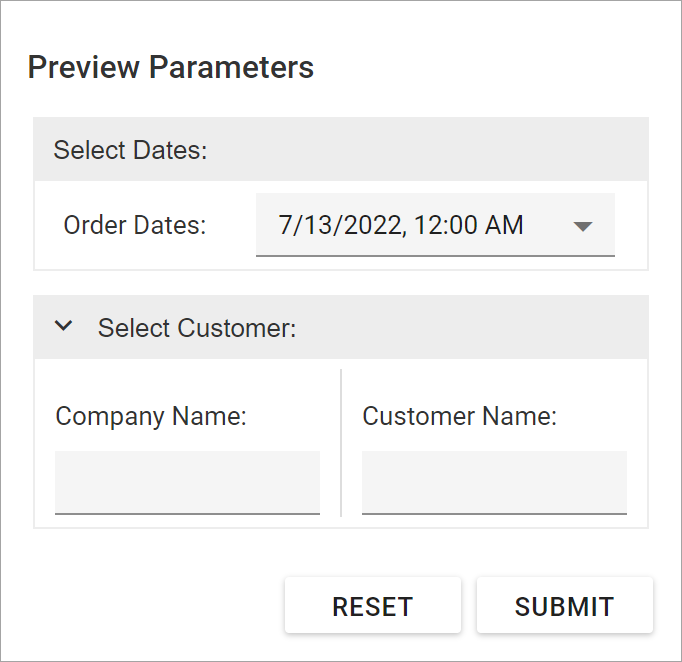 Preview Parameters
Select Dates:
Order Dates: 7/13/2022, 12:00 AM
Select Customer:
Company Name: Customer Name:
RESET SUBMIT